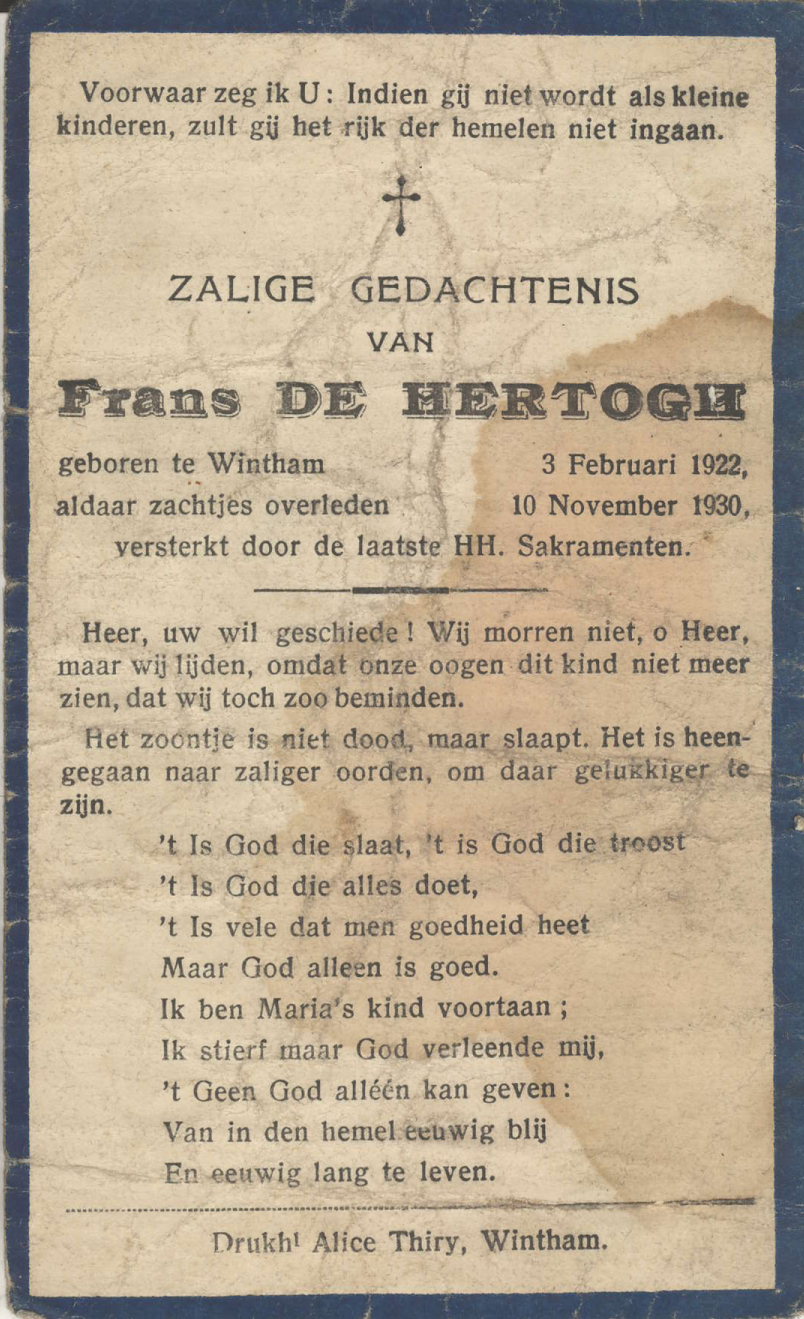 Voorwaar zeg ik U: Indien gij niet wordt als kleine
kinderen, zult gij het rijk der hemelen niet ingaan.
ZALIGE GEDACHTENIS
VAN
Frans DE HERTOGH
geboren te Wintham 3 Februari 1922,
aldaar zachtjes overleden 10 November 1930,
versterkt door de laatste HH. Sakramenten.
Heer, uw wil geschiede! Wij morren niet, o Heer,
maar wij lijden, omdat onze oogen dit kind niet meer
zien, dat wij toch zoo beminden.
Het zoontje is niet dood, maar slaapt. Het is heen-
gegaan naar zaliger oorden, om daar gelukkiger te
zijn.
't Is God die slaat, 't is God die troost
't Is God die alles doet,
't Is vele dat men goedheid heet
Maar God alleen is goed.
Ik ben Maria's kind voortaan;
Ik stierf maar God verleende mij,
't Geen God alléén kan geven:
Van in den hemel eeuwig blij
En eeuwig lang te leven.
Drukhᵗ Alice Thiry, Wintham.